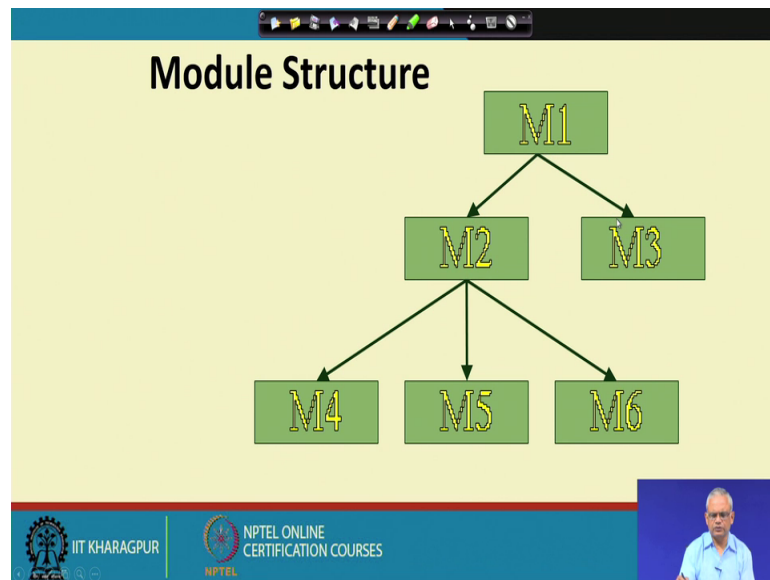 Module Structure
M1
M2
M3
M4
M5
M6
IIT KHARAGPUR
NPTEL
NPTEL ONLINE
CERTIFICATION COURSES